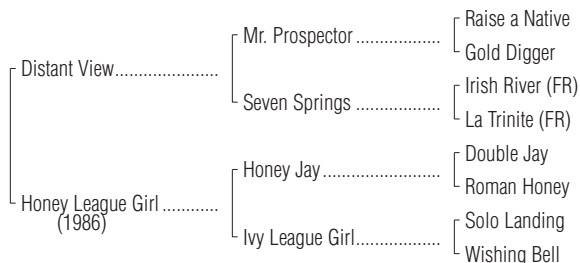 Raise a Native
Mr. Prospector ..................
Gold Digger
Distant View......................
Irish River (FR)
Seven Springs ..................
La Trinite (FR)
Double Jay
Honey Jay .........................
Roman Honey
Honey League Girl ............
(1986)
Solo Landing
Ivy League Girl..................
Wishing Bell